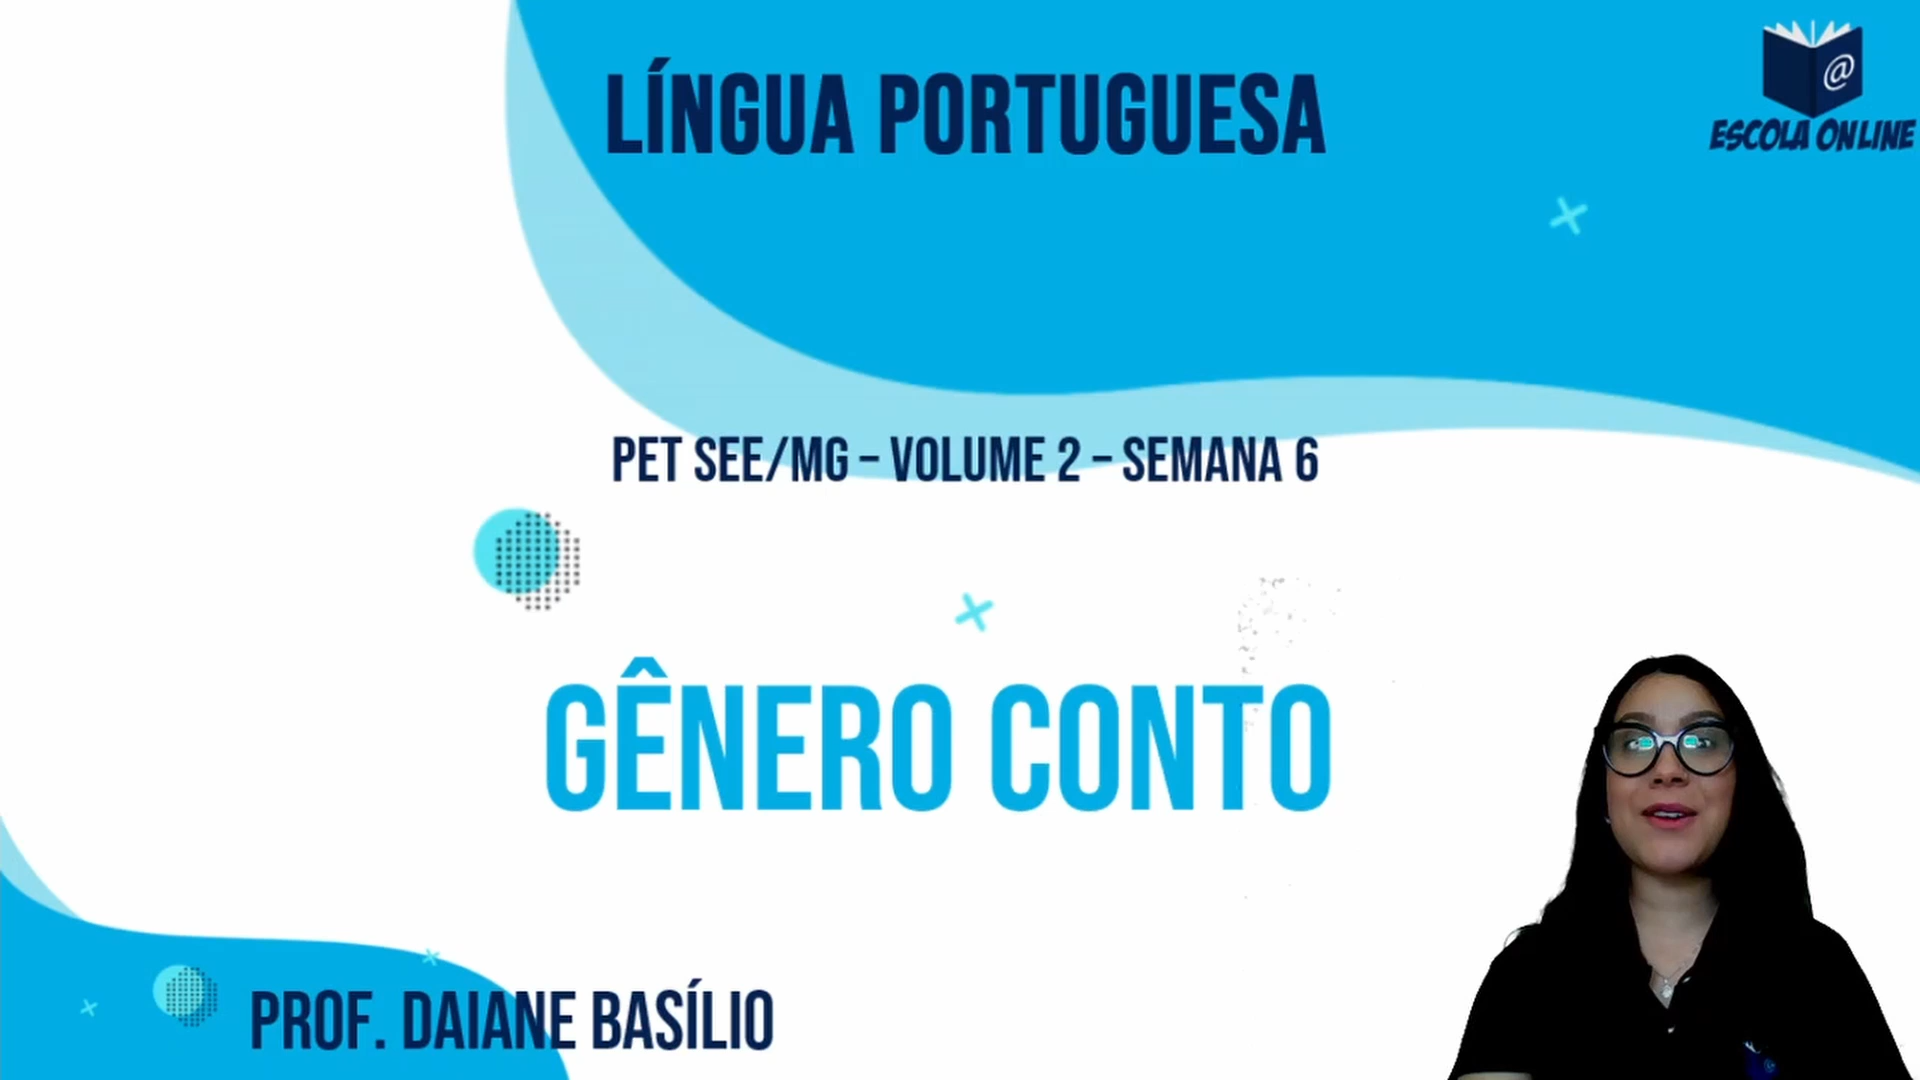 LÍNGUA PORTUGUESA
@
ESCOLA ONLINE
PET SEE/MG – VOLUME 2 – SEMANA 6
GÊNERO CONTO
PROF. DAIANE BASÍLIO